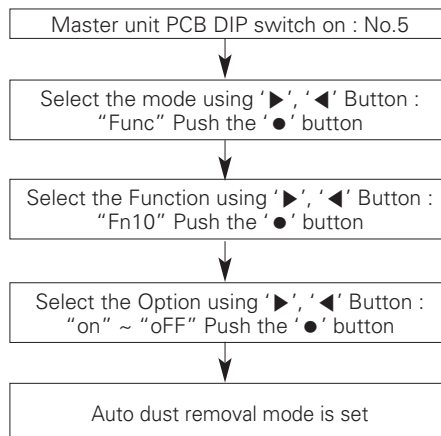 Master unit PCB DIP switch on : No.5
Select the mode using ‘▶’, ‘◀’ Button :
“Func” Push the ‘●’ button
Select the Function using ‘▶’, ‘◀’ Button :
“Fn10” Push the ‘●’ button
Select the Option using ‘▶’, ‘◀’ Button :
“on” ~ “oFF” Push the ‘●’ button
Auto dust removal mode is set